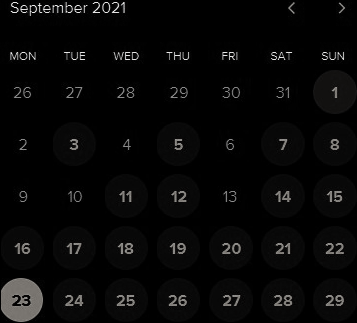 September 2021
MON TUE WED THU FRI SAT SUN
26 27 28 29 30 31 1
2 3 4 5 6 7 8
9 10 11 12 13 14 15
16 17 18 19 20 21 22
23 24 25 26 27 28 29